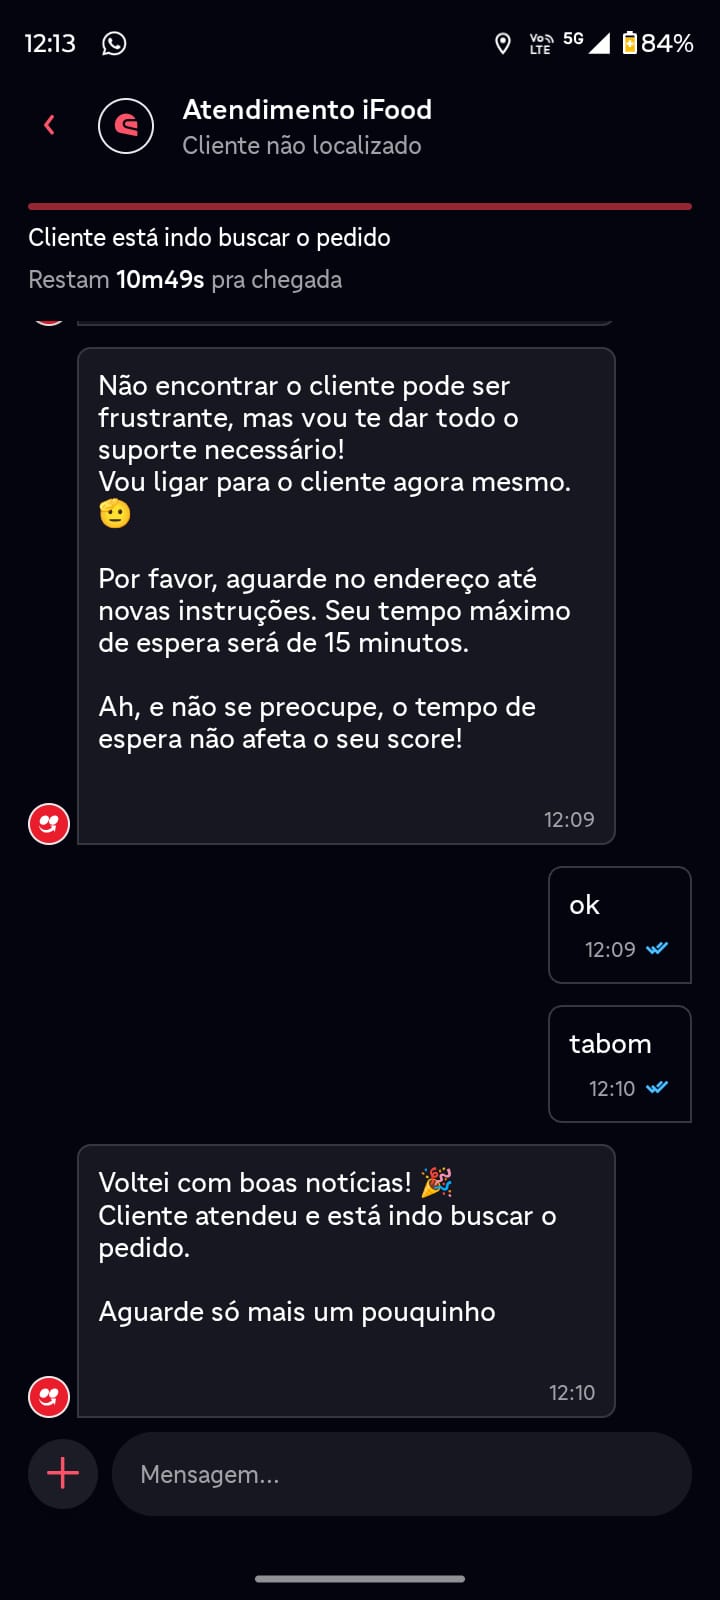 12:13
Vo))
LTE
5G
84%
Atendimento iFood
Cliente não localizado
Cliente está indo buscar o pedido
Restam 10m49s pra chegada
Não encontrar o cliente pode ser
frustrante, mas vou te dar todo o
suporte necessário!
Vou ligar para o cliente agora mesmo.
🫡
Por favor, aguarde no endereço até
novas instruções. Seu tempo máximo
de espera será de 15 minutos.
Ah, e não se preocupe, o tempo de
espera não afeta o seu score!
12:09
ok
12:09
tabom
12:10
Voltei com boas notícias! 🎉
Cliente atendeu e está indo buscar o
pedido.
Aguarde só mais um pouquinho
12:10
Mensagem...